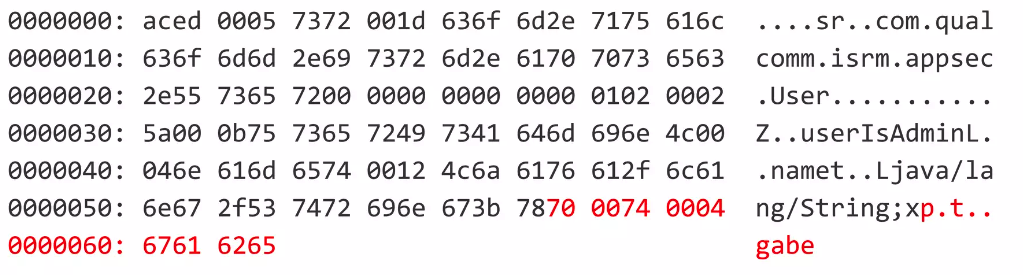 0000000: aced 0005 7372 001d 636f 6d2e 7175 616c ....sr..com.qual
0000010: 636f 6d6d 2e69 7372 6d2e 6170 7073 6563 comm.isrm.appsec
0000020: 2e55 7365 7200 0000 0000 0000 0102 0002 .User...........
0000030: 5a00 0b75 7365 7249 7341 646d 696e 4c00 Z..userIsAdminL.
0000040: 046e 616d 6574 0012 4c6a 6176 612f 6c61 .namet..Ljava/la
0000050: 6e67 2f53 7472 696e 673b 7870 0074 0004 ng/String;xp.t..
0000060: 6761 6265 gabe